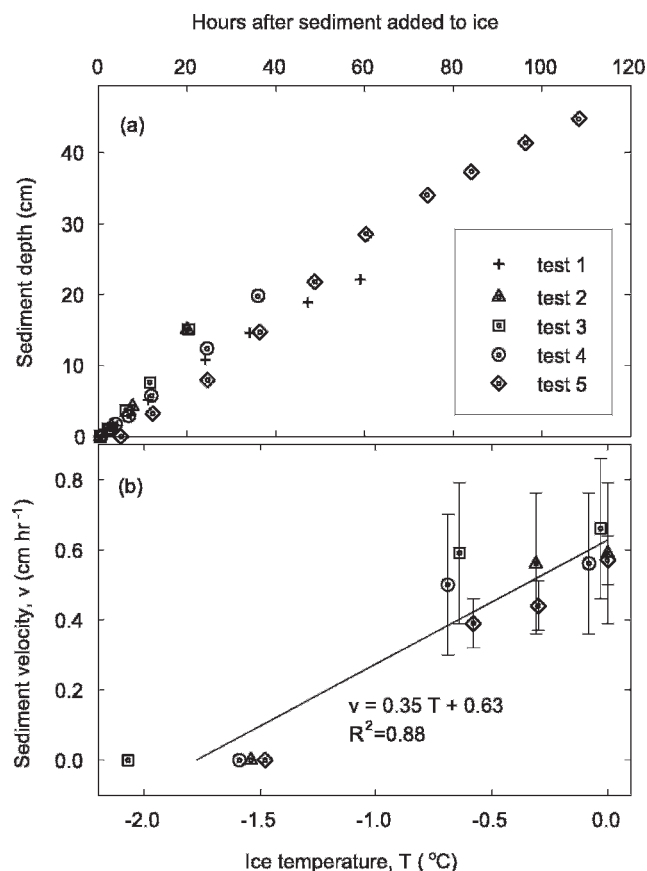 Hours after sediment added to ice
0 20 40 60 80 100 120
(a)
Sediment depth (cm)
40
30
20
10
0
test 1
test 2
test 3
test 4
test 5
(b)
Sediment velocity, v (cm hr⁻¹)
0.8
0.6
0.4
0.2
0.0
v = 0.35 T + 0.63
R²=0.88
-2.0 -1.5 -1.0 -0.5 0.0
Ice temperature, T ( °C)